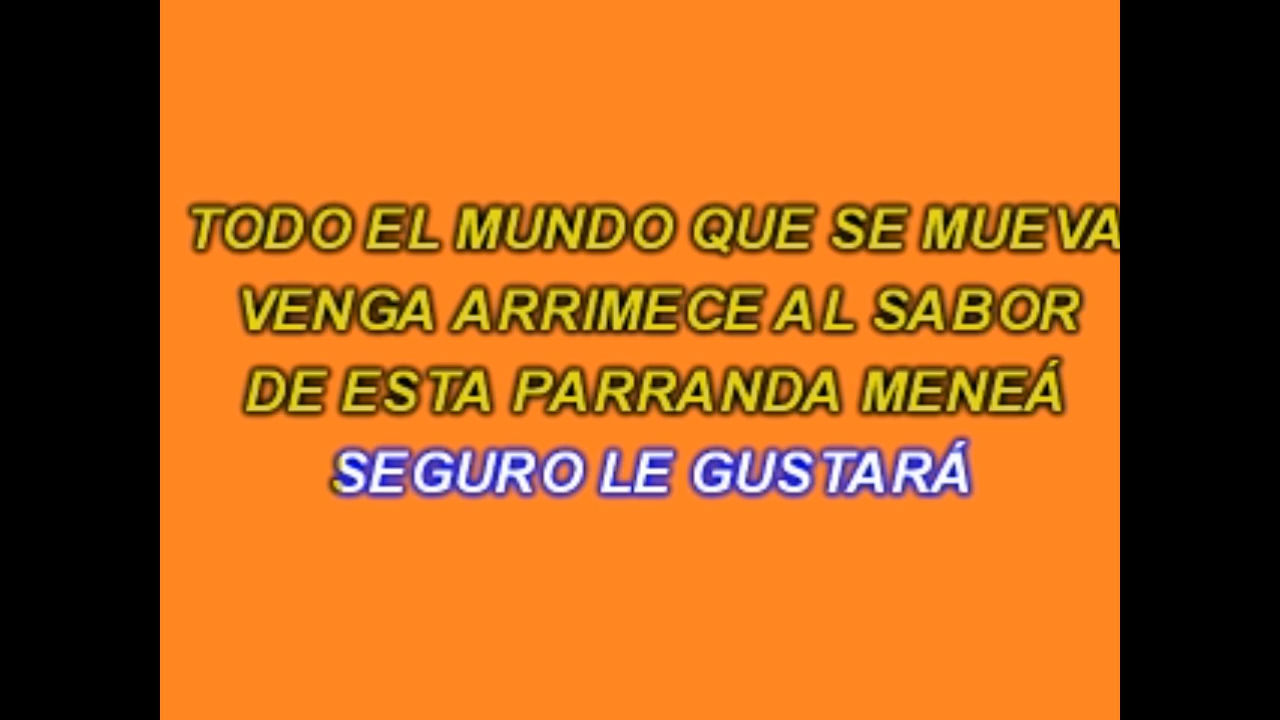 TODO EL MUNDO QUE SE MUEVA
VENGA ARRIMECE AL SABOR
DE ESTA PARRANDA MENEÁ
SEGURO LE GUSTARÁ